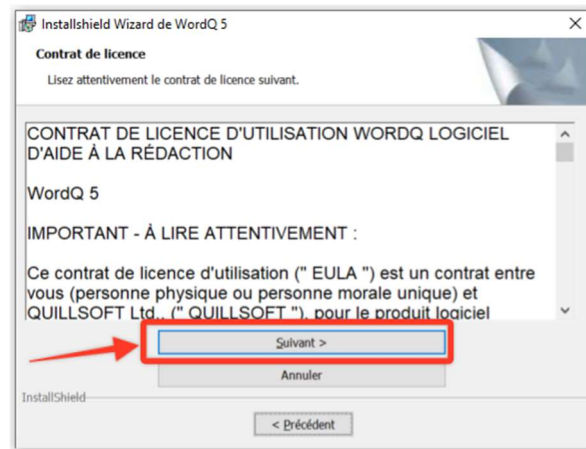 Installshield Wizard de WordQ 5
Contrat de licence
Lisez attentivement le contrat de licence suivant.
CONTRAT DE LICENCE D'UTILISATION WORDQ LOGICIEL
D'AIDE À LA RÉDACTION
WordQ 5
IMPORTANT - À LIRE ATTENTIVEMENT :
Ce contrat de licence d'utilisation (" EULA ") est un contrat entre
vous (personne physique ou personne morale unique) et
QUILLSOFT Ltd., (" QUILLSOFT "), pour le produit logiciel
Suivant >
Annuler
InstallShield
< Précédent